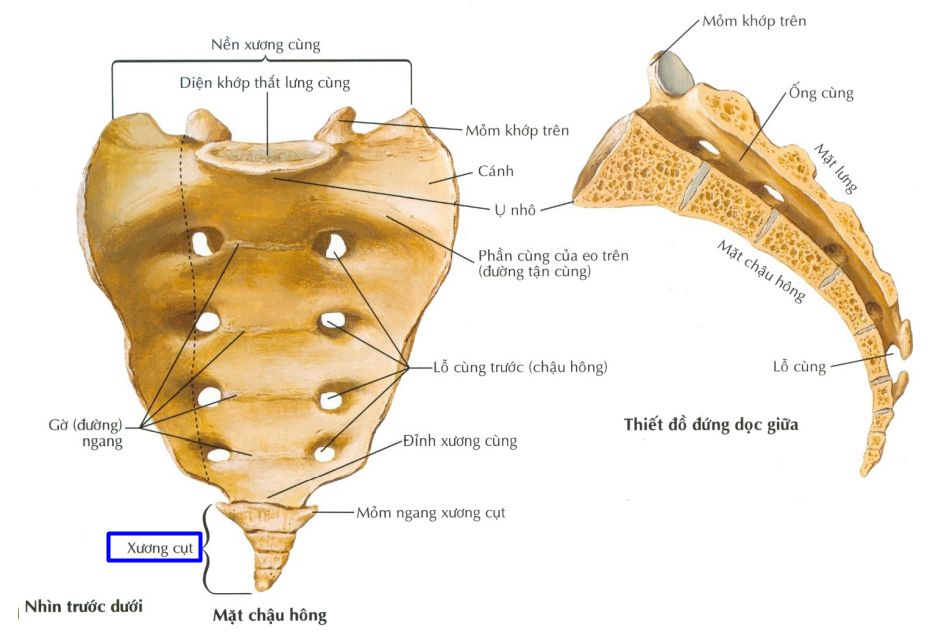 Mỏm khớp trên
Nền xương cùng
Diện khớp thắt lưng cùng
Ống cùng
Mỏm khớp trên
Mặt lưng
Cánh
Ụ nhô
Mặt chậu hông
Phần cùng của eo trên
(đường tận cùng)
Lỗ cùng trước (chậu hông)
Lỗ cùng
Gờ (đường)
ngang
Thiết đồ đứng dọc giữa
Đỉnh xương cùng
Mỏm ngang xương cụt
Xương cụt
Nhìn trước dưới
Mặt chậu hông